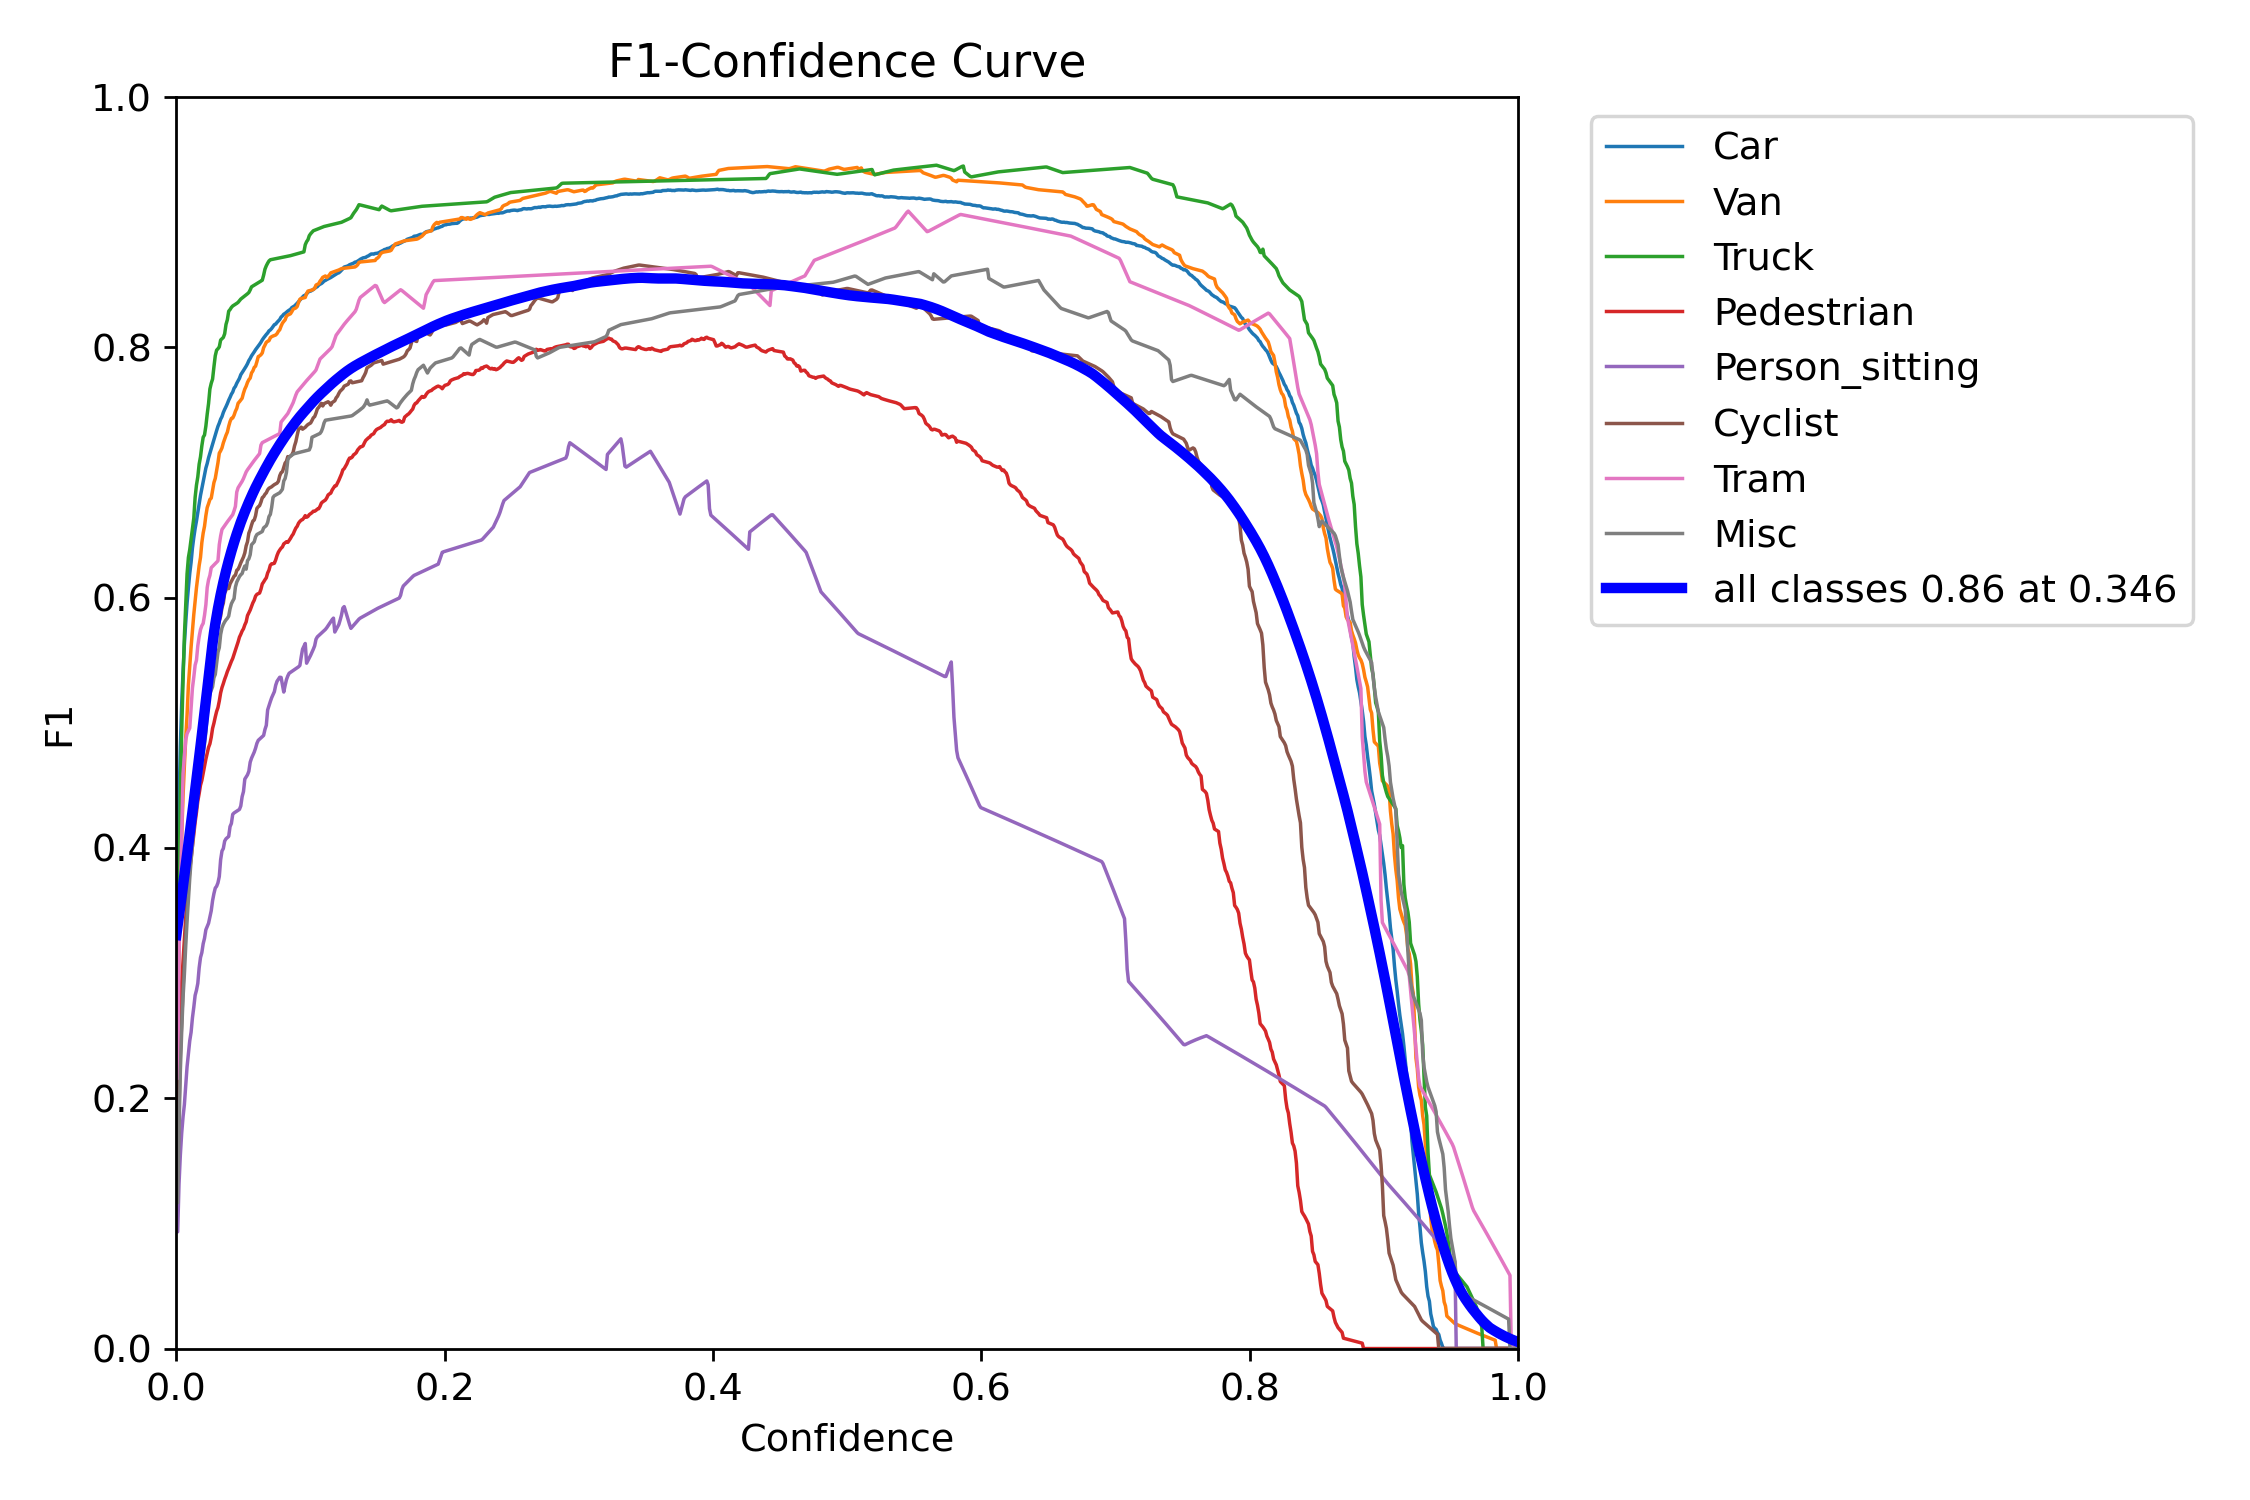 F1-Confidence Curve
1.0
0.8
0.6
0.4
0.2
0.0
F1
0.0 0.2 0.4 0.6 0.8 1.0
Confidence
Car
Van
Truck
Pedestrian
Person_sitting
Cyclist
Tram
Misc
all classes 0.86 at 0.346